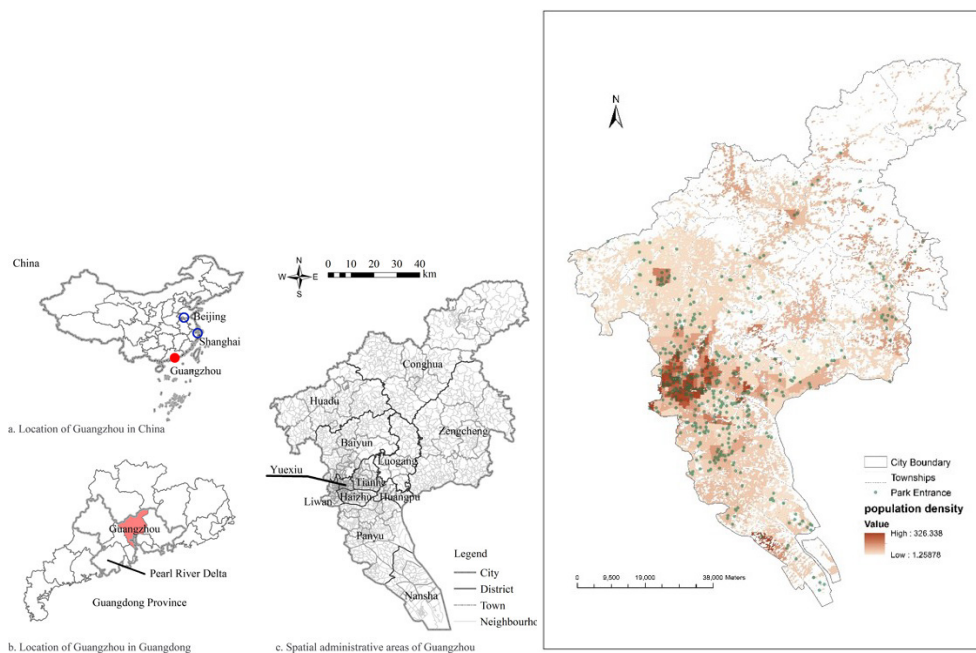 China
Beijing
Shanghai
Guangzhou
a. Location of Guangzhou in China
Guangzhou
Pearl River Delta
Guangdong Province
b. Location of Guangzhou in Guangdong
N
W E
S
0 5 10 20 30 40
km
Conghua
Huadu
Zengcheng
Baiyun
Luogang
Yuexiu
Tianhe
Liwan
Haizhu
Huangpu
Panyu
Nansha
Legend
City
District
Town
Neighbourho
c. Spatial administrative areas of Guangzhou
N
City Boundary
Townships
Park Entrance
population density
Value
High : 326.338
Low : 1.25878
0 9,500 19,000 38,000 Meters